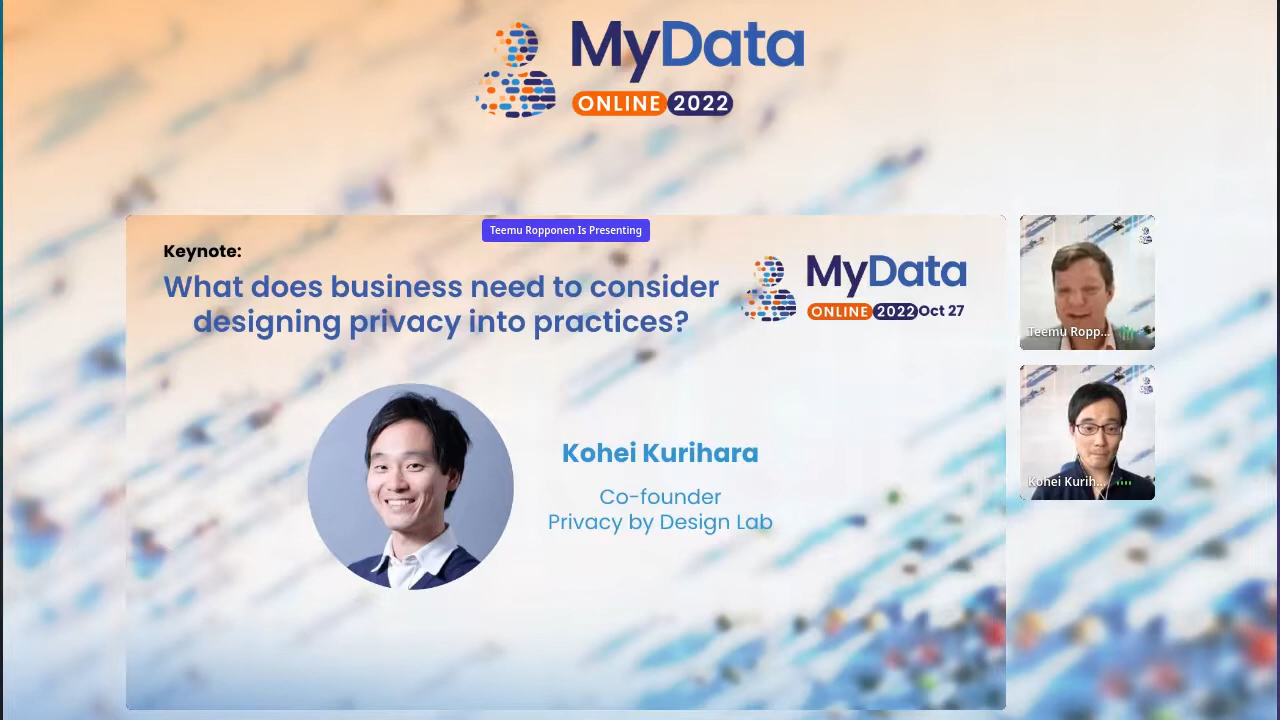 MyData
ONLINE 2022
Teemu Ropponen Is Presenting
Keynote:
What does business need to consider
designing privacy into practices?
MyData
ONLINE 2022 Oct 27
Kohei Kurihara
Co-founder
Privacy by Design Lab
Teemu Ropp...
Kohei Kurih...